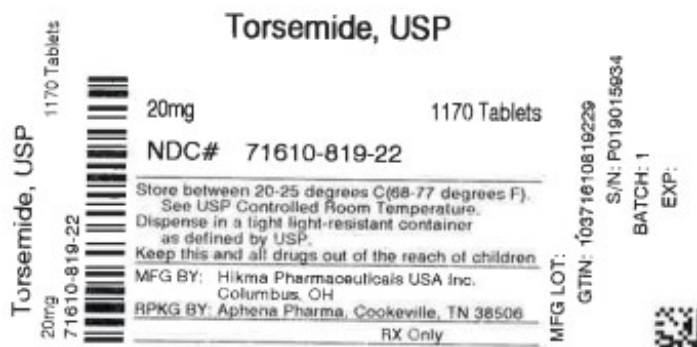 Torsemide, USP
20mg 1170 Tablets
NDC# 71610-819-22
Store between 20-25 degrees C(68-77 degrees F).
See USP Controlled Room Temperature.
Dispense in a tight light-resistant container
as defined by USP.
Keep this and all drugs out of the reach of children
MFG BY: Hikma Pharmaceuticals USA Inc.
Columbus, OH
RPKG BY: Aphena Pharma, Cookeville, TN 38506
RX Only
Torsemide, USP
20mg 1170 Tablets
71610-819-22
MFG LOT:
GTIN: 10371610819229
S/N: P019015934
BATCH: 1
EXP: